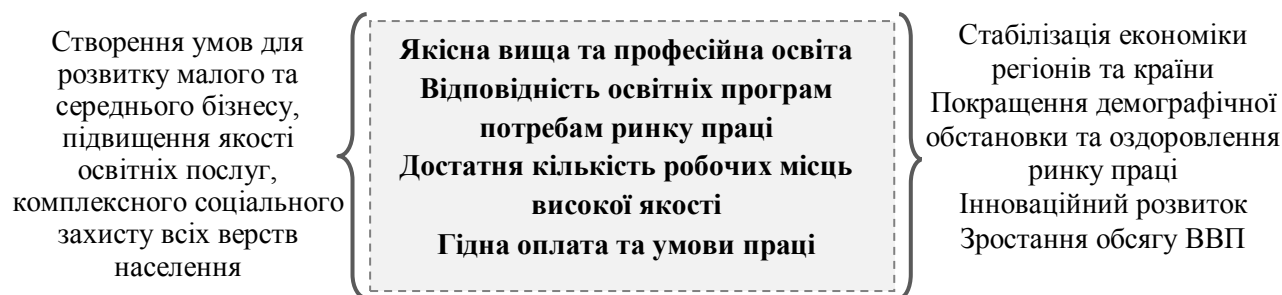 Створення умов для
розвитку малого та
середнього бізнесу,
підвищення якості
освітніх послуг,
комплексного соціального
захисту всіх верств
населення
Якісна вища та професійна освіта
Відповідність освітніх програм
потребам ринку праці
Достатня кількість робочих місць
високої якості
Гідна оплата та умови праці
Стабілізація економіки
регіонів та країни
Покращення демографічної
обстановки та оздоровлення
ринку праці
Інноваційний розвиток
Зростання обсягу ВВП